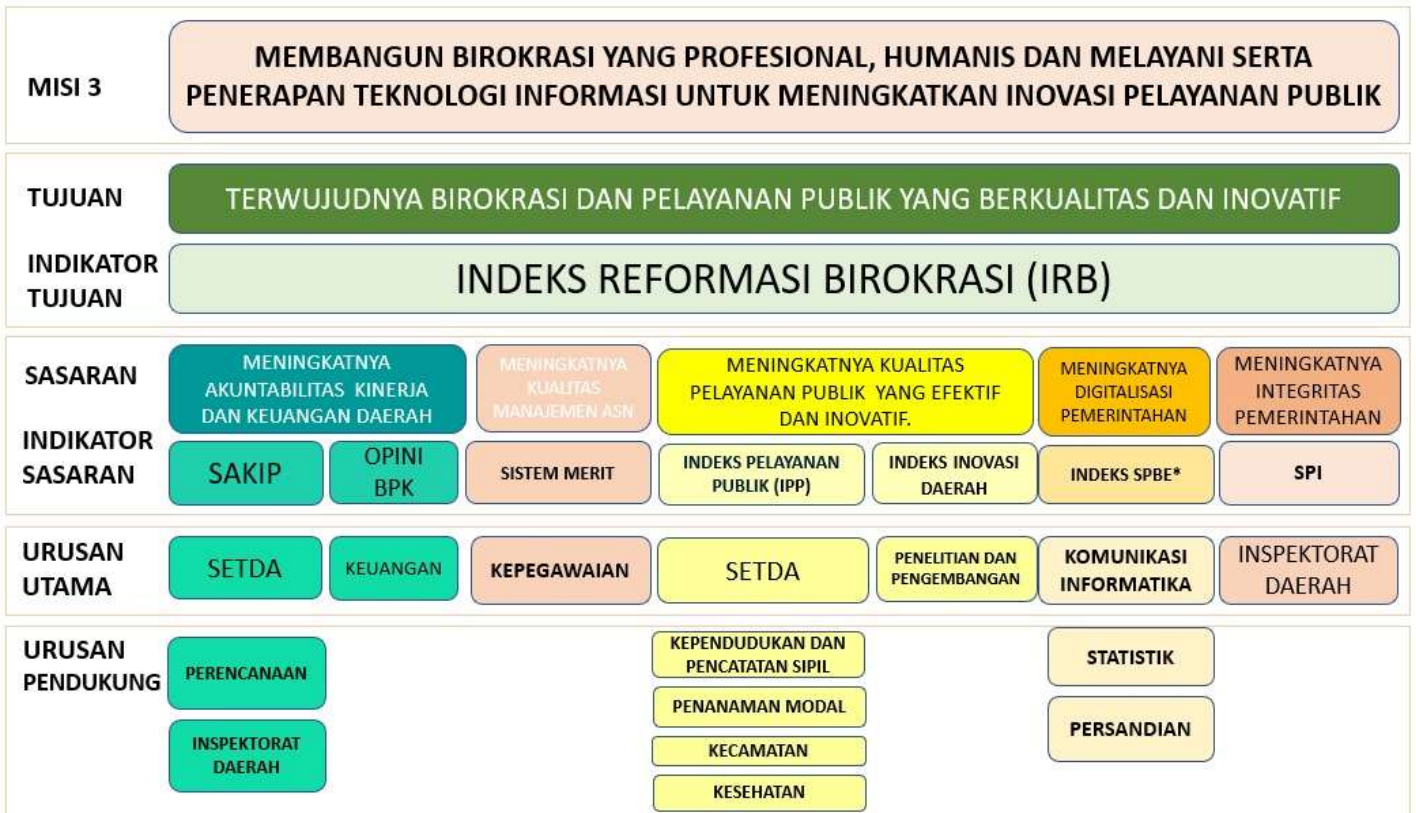 MISI 3
MEMBANGUN BIROKRASI YANG PROFESIONAL, HUMANIS DAN MELAYANI SERTA
PENERAPAN TEKNOLOGI INFORMASI UNTUK MENINGKATKAN INOVASI PELAYANAN PUBLIK
TUJUAN
TERWUJUDNYA BIROKRASI DAN PELAYANAN PUBLIK YANG BERKUALITAS DAN INOVATIF
INDIKATOR
TUJUAN
INDEKS REFORMASI BIROKRASI (IRB)
SASARAN
MENINGKATNYA
AKUNTABILITAS KINERJA
DAN KEUANGAN DAERAH
MENINGKATNYA
KUALITAS
MANAJEMEN ASN
MENINGKATNYA KUALITAS
PELAYANAN PUBLIK YANG EFEKTIF
DAN INOVATIF.
MENINGKATNYA
DIGITALISASI
PEMERINTAHAN
MENINGKATNYA
INTEGRITAS
PEMERINTAHAN
INDIKATOR
SASARAN
SAKIP
OPINI
BPK
SISTEM MERIT
INDEKS PELAYANAN
PUBLIK (IPP)
INDEKS INOVASI
DAERAH
INDEKS SPBE*
SPI
URUSAN
UTAMA
SETDA
KEUANGAN
KEPEGAWAIAN
SETDA
PENELITIAN DAN
PENGEMBANGAN
KOMUNIKASI
INFORMATIKA
INSPEKTORAT
DAERAH
URUSAN
PENDUKUNG
PERENCANAAN
INSPEKTORAT
DAERAH
KEPENDUDUKAN DAN
PENCATATAN SIPIL
PENANAMAN MODAL
KECAMATAN
KESEHATAN
STATISTIK
PERSANDIAN